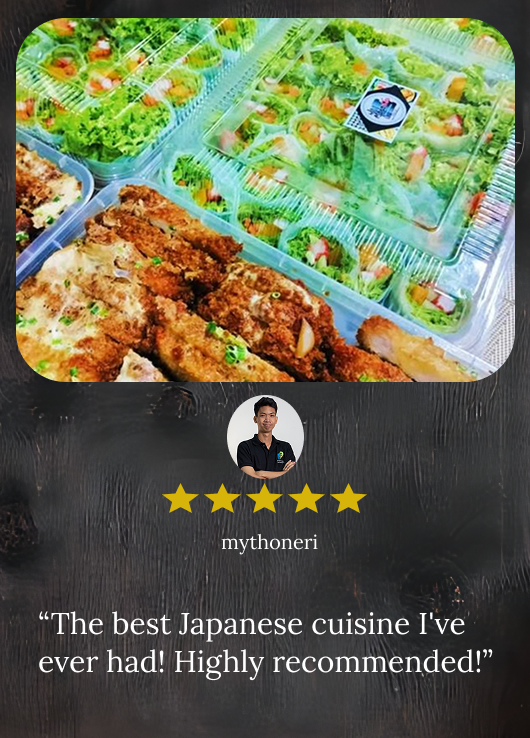 mythoneri
“The best Japanese cuisine I've
ever had! Highly recommended!”